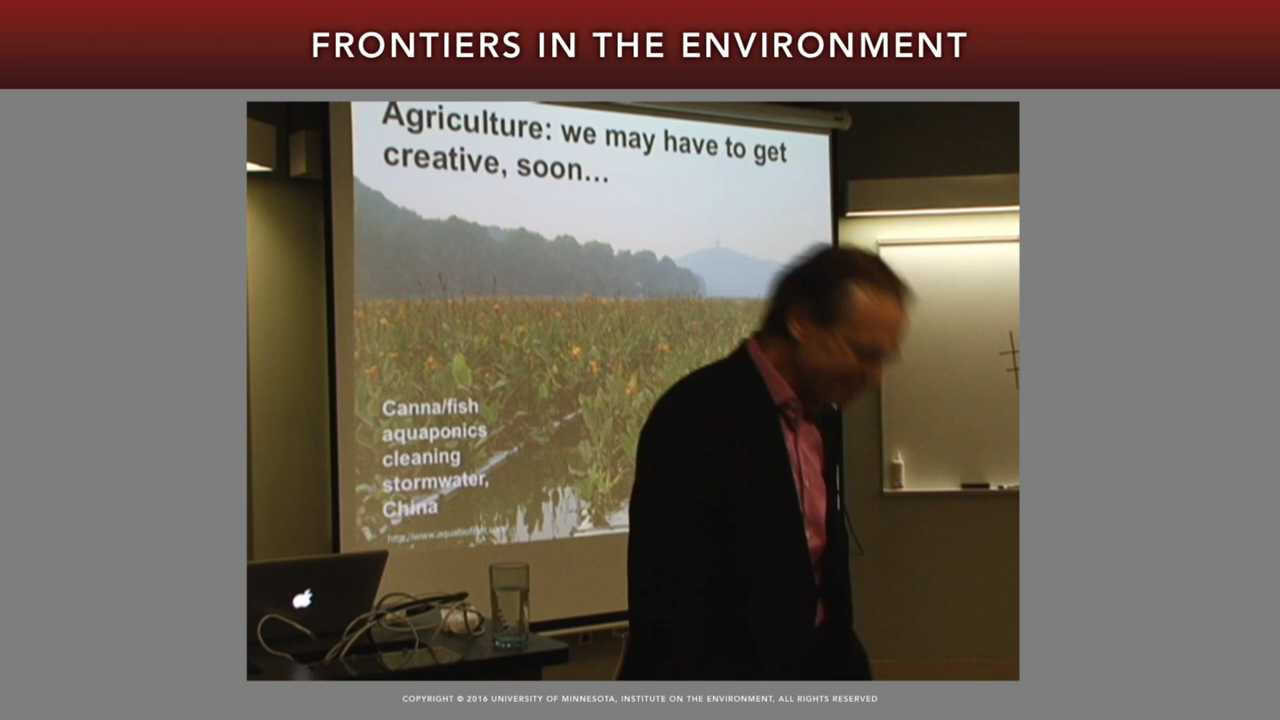 FRONTIERS IN THE ENVIRONMENT
Agriculture: we may have to get
creative, soon...
Canna/fish
aquaponics
cleaning
stormwater,
China
COPYRIGHT © 2016 UNIVERSITY OF MINNESOTA, INSTITUTE ON THE ENVIRONMENT, ALL RIGHTS RESERVED